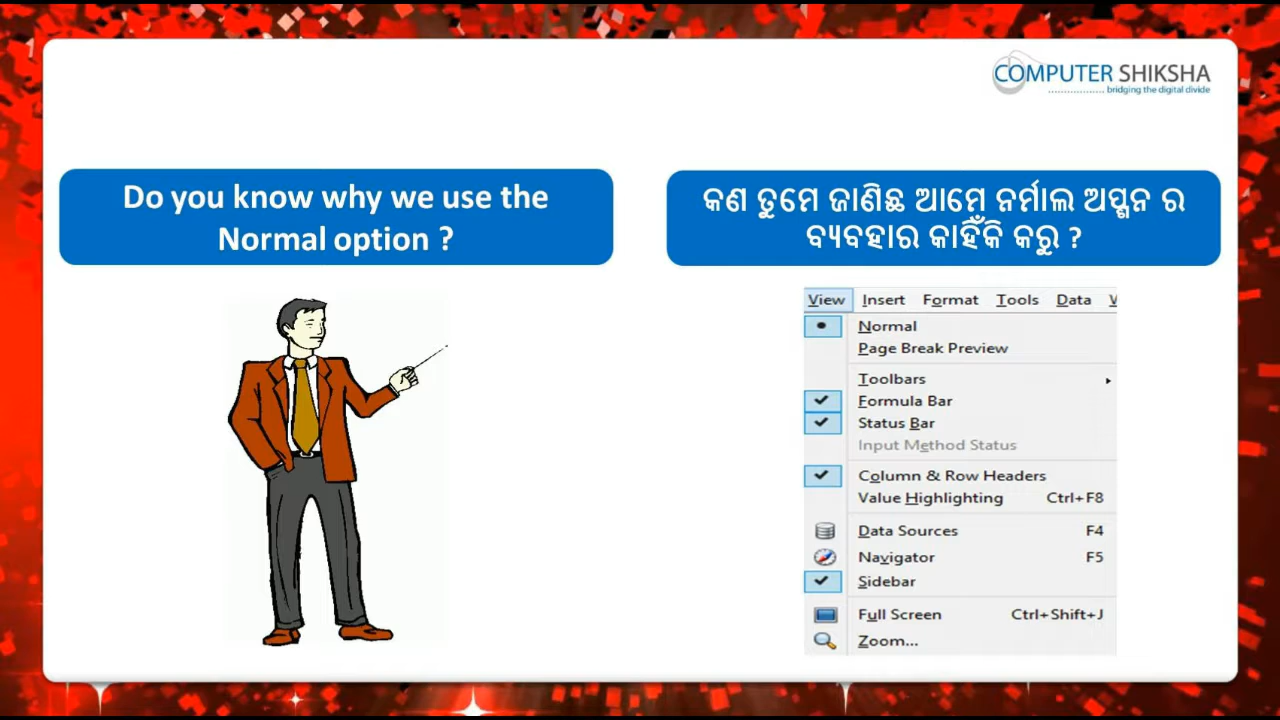 COMPUTER SHIKSHA
bridging the digital divide
Do you know why we use the
Normal option ?
କଣ ତୁମେ ଜାଣିଛ ଆମେ ନର୍ମାଲ ଅପ୍ସନ ର
ବ୍ୟବହାର କାହିଁକି କରୁ ?
View Insert Format Tools Data
Normal
Page Break Preview
Toolbars
Formula Bar
Status Bar
Input Method Status
Column & Row Headers
Value Highlighting Ctrl+F8
Data Sources F4
Navigator F5
Sidebar
Full Screen Ctrl+Shift+J
Zoom...